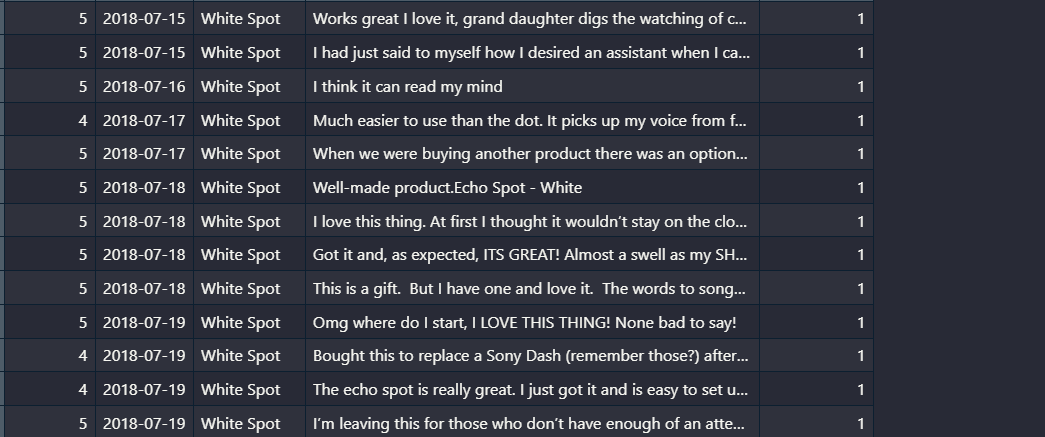 5 2018-07-15 White Spot Works great I love it, grand daughter digs the watching of c... 1
5 2018-07-15 White Spot I had just said to myself how I desired an assistant when I ca... 1
5 2018-07-16 White Spot I think it can read my mind 1
4 2018-07-17 White Spot Much easier to use than the dot. It picks up my voice from f... 1
5 2018-07-17 White Spot When we were buying another product there was an option... 1
5 2018-07-18 White Spot Well-made product.Echo Spot - White 1
5 2018-07-18 White Spot I love this thing. At first I thought it wouldn’t stay on the clo... 1
5 2018-07-18 White Spot Got it and, as expected, ITS GREAT! Almost a swell as my SH... 1
5 2018-07-18 White Spot This is a gift.  But I have one and love it.  The words to song... 1
5 2018-07-19 White Spot Omg where do I start, I LOVE THIS THING! None bad to say! 1
4 2018-07-19 White Spot Bought this to replace a Sony Dash (remember those?) after... 1
4 2018-07-19 White Spot The echo spot is really great. I just got it and is easy to set u... 1
5 2018-07-19 White Spot I’m leaving this for those who don’t have enough of an atte... 1